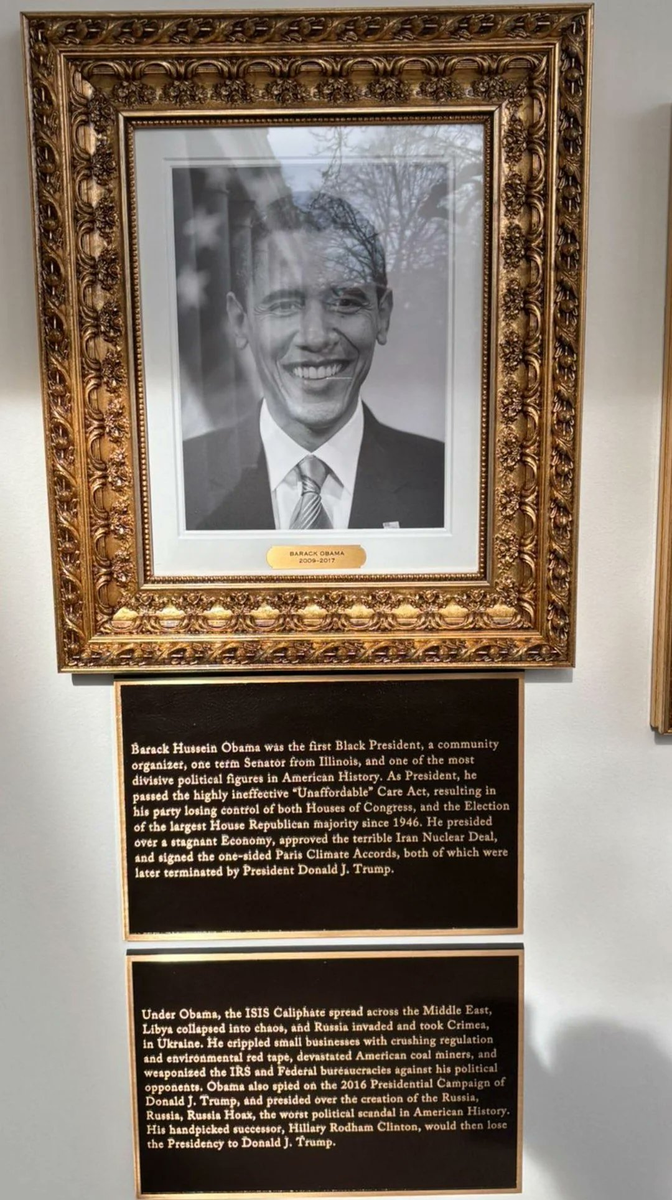 BARACK OBAMA
2009-2017
Barack Hussein Obama was the first Black President, a community
organizer, one term Senator from Illinois, and one of the most
divisive political figures in American History. As President, he
passed the highly ineffective "Unaffordable" Care Act, resulting in
his party losing control of both Houses of Congress, and the Election
of the largest House Republican majority since 1946. He presided
over a stagnant Economy, approved the terrible Iran Nuclear Deal,
and signed the one-sided Paris Climate Accords, both of which were
later terminated by President Donald J. Trump.
Under Obama, the ISIS Caliphate spread across the Middle East,
Libya collapsed into chaos, and Russia invaded and took Crimea,
in Ukraine. He crippled small businesses with crushing regulation
and environmental red tape, devastated American coal miners, and
weaponized the IRS and Federal bureaucracies against his political
opponents. Obama also spied on the 2016 Presidential Campaign of
Donald J. Trump, and presided over the creation of the Russia,
Russia, Russia Hoax, the worst political scandal in American History.
His handpicked successor, Hillary Rodham Clinton, would then lose
the Presidency to Donald J. Trump.